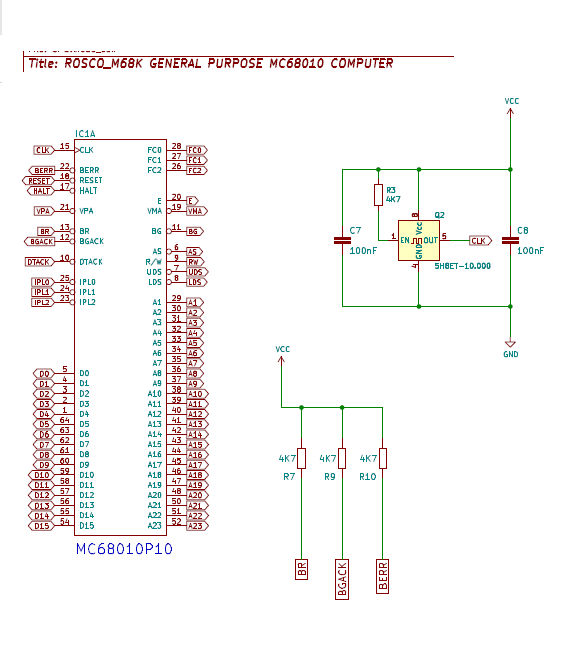 Title: ROSCO_M68K GENERAL PURPOSE MC68010 COMPUTER
IC1A
CLK 15 CLK FC0 28 FC0
FC1 27 FC1
BERR 22 BERR FC2 26 FC2
RESET 18 RESET
HALT 17 HALT
E 20 E
VPA 21 VPA VMA 19 VMA
BR 13 BR BG 11 BG
BGACK 12 BGACK
AS 6 AS
DTACK 10 DTACK R/W 9 RW
UDS 7 UDS
IPL0 25 IPL0 LDS 8 LDS
IPL1 24 IPL1
IPL2 23 IPL2 A1 29 A1
A2 30 A2
A3 31 A3
A4 32 A4
A5 33 A5
A6 34 A6
A7 35 A7
D0 5 D0 A8 36 A8
D1 4 D1 A9 37 A9
D2 3 D2 A10 38 A10
D3 2 D3 A11 39 A11
D4 1 D4 A12 40 A12
D5 64 D5 A13 41 A13
D6 63 D6 A14 42 A14
D7 62 D7 A15 43 A15
D8 61 D8 A16 44 A16
D9 60 D9 A17 45 A17
D10 59 D10 A18 46 A18
D11 58 D11 A19 47 A19
D12 57 D12 A20 48 A20
D13 56 D13 A21 50 A21
D14 55 D14 A22 51 A22
D15 54 D15 A23 52 A23
MC68010P10
VCC
R3
4K7
Q2
8
Vcc
C7
100nF
1 EN OUT 5 CLK
GND
4
C8
100nF
GND
VCC
4K7 4K7 4K7
R7 R9 R10
BR
BGACK
BERR